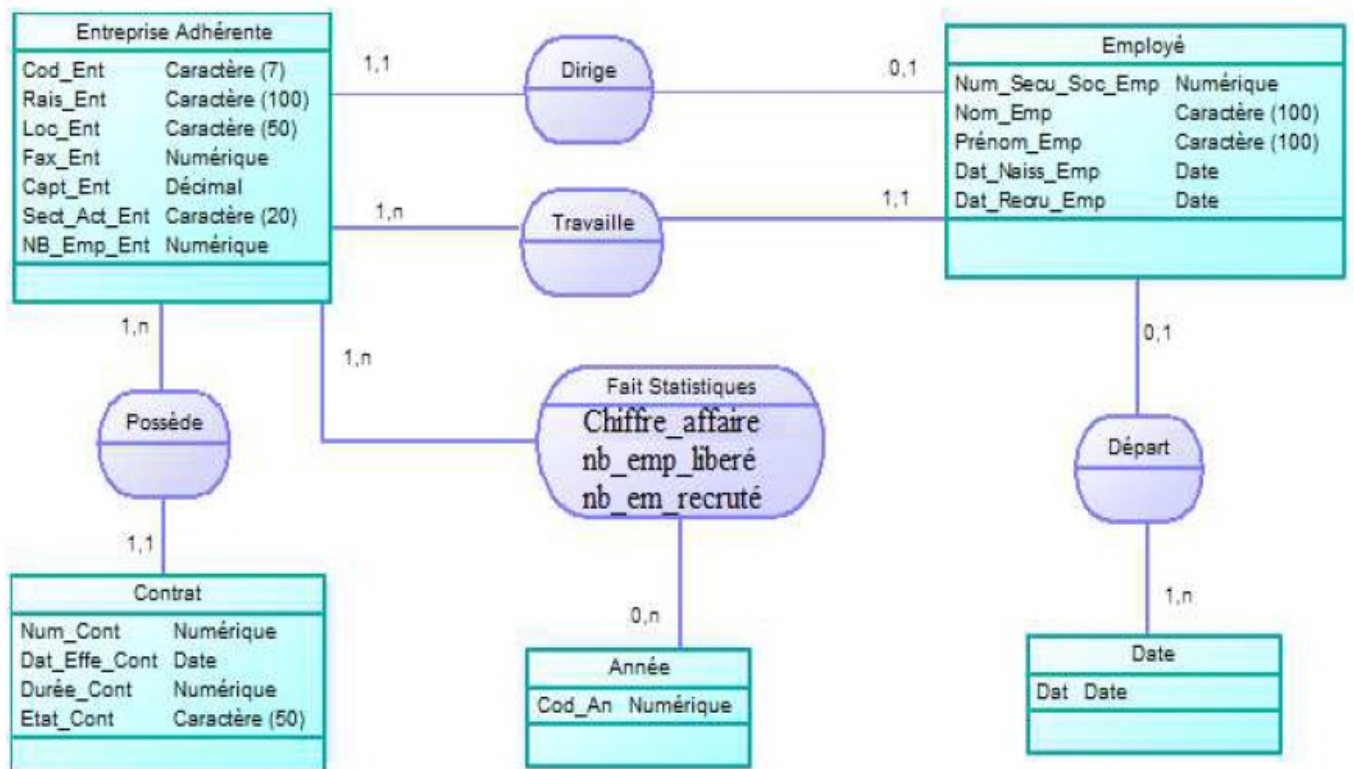 Entreprise Adhérente
Cod_Ent Caractère (7)
Rais_Ent Caractère (100)
Loc_Ent Caractère (50)
Fax_Ent Numérique
Capt_Ent Décimal
Sect_Act_Ent Caractère (20)
NB_Emp_Ent Numérique
1,1
Dirige
0,1
Employé
Num_Secu_Soc_Emp Numérique
Nom_Emp Caractère (100)
Prénom_Emp Caractère (100)
Dat_Naiss_Emp Date
Dat_Recru_Emp Date
1,n
Travaille
1,1
1,n
Possède
1,1
1,n
Fait Statistiques
Chiffre_affaire
nb_emp_liberé
nb_em_recruté
0,1
Départ
1,n
Contrat
Num_Cont Numérique
Dat_Effe_Cont Date
Durée_Cont Numérique
Etat_Cont Caractère (50)
0,n
Année
Cod_An Numérique
Date
Dat Date